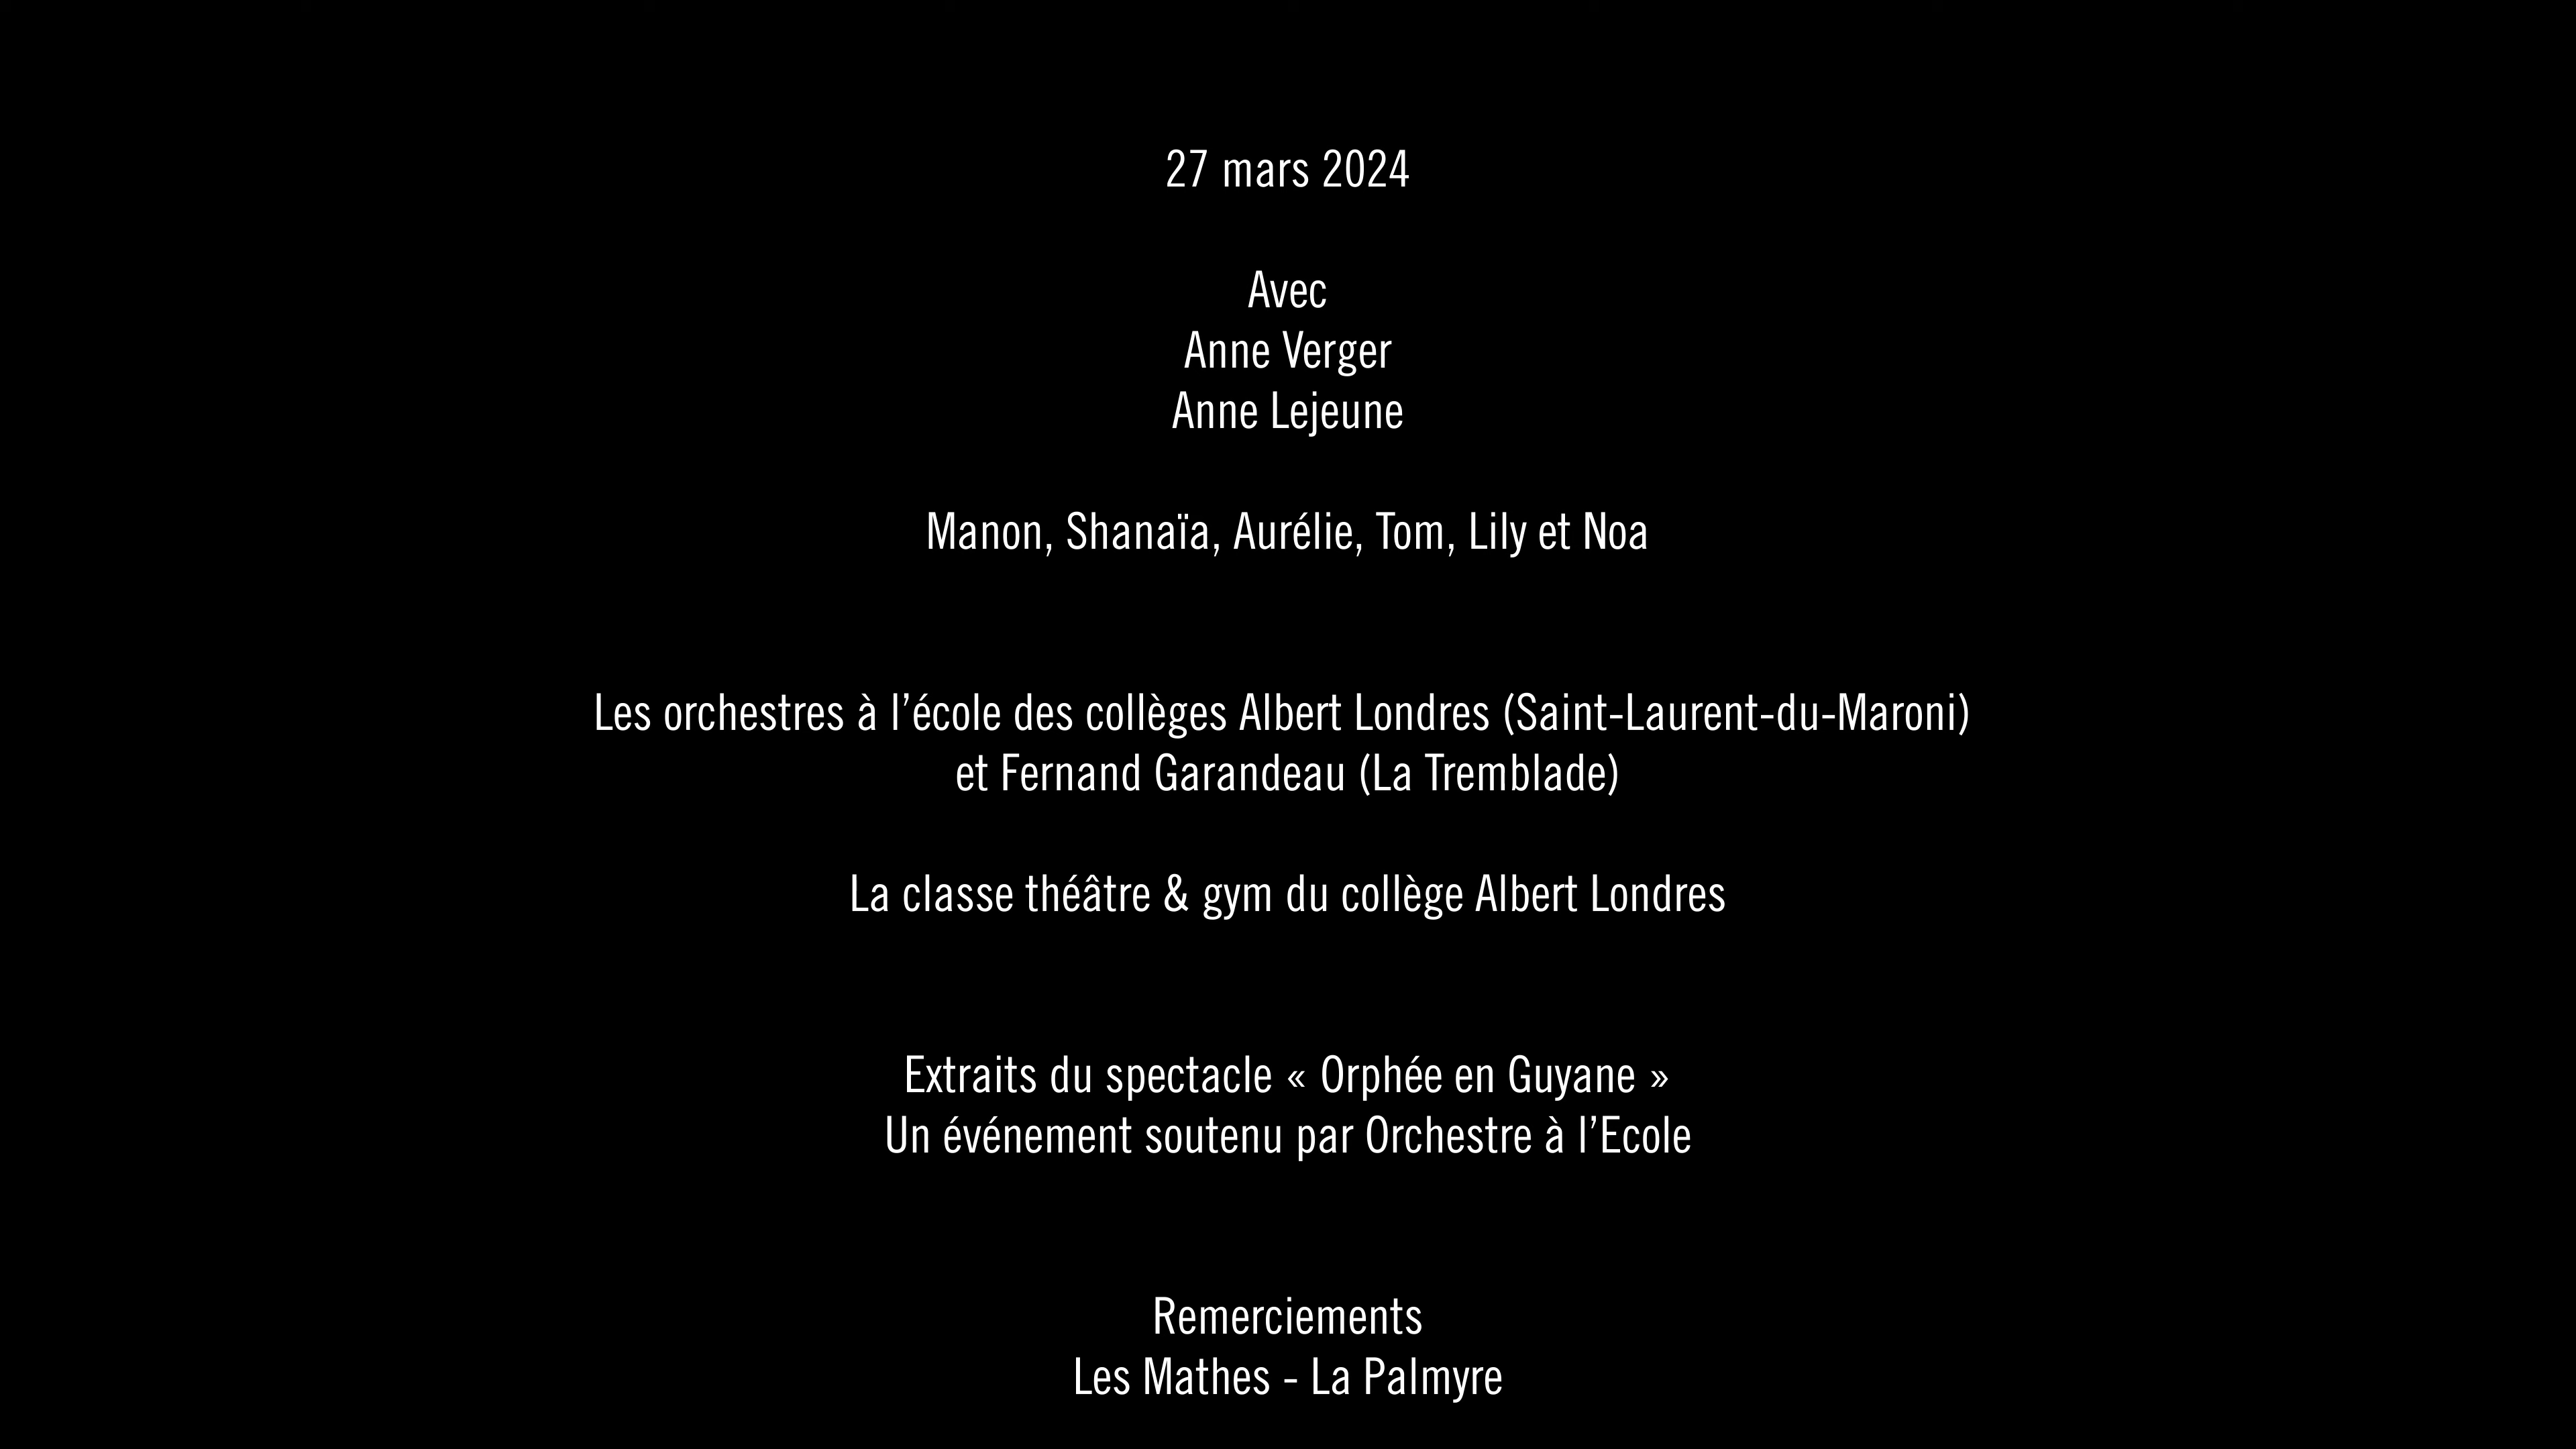 27 mars 2024
Avec
Anne Verger
Anne Lejeune
Manon, Shanaïa, Aurélie, Tom, Lily et Noa
Les orchestres à l’école des collèges Albert Londres (Saint-Laurent-du-Maroni)
et Fernand Garandeau (La Tremblade)
La classe théâtre & gym du collège Albert Londres
Extraits du spectacle « Orphée en Guyane »
Un événement soutenu par Orchestre à l’Ecole
Remerciements
Les Mathes - La Palmyre